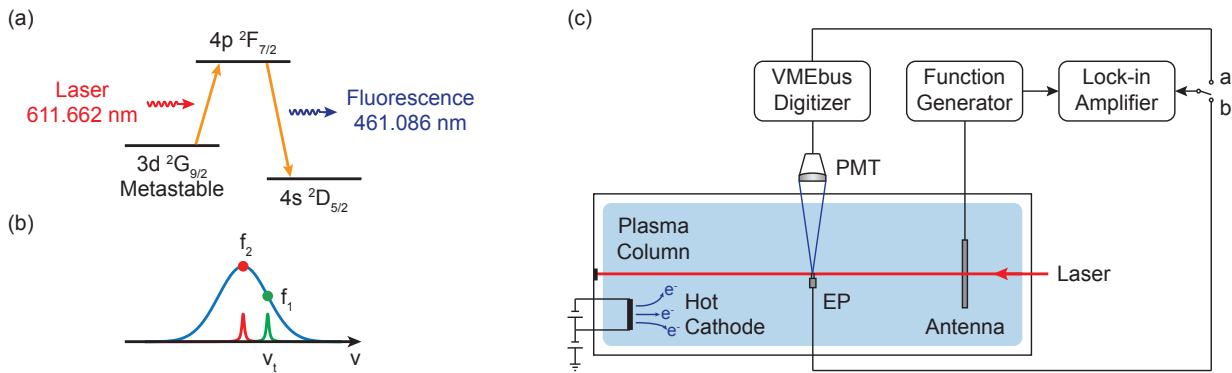 (a)
4p ²F₇/₂
Laser
611.662 nm
Fluorescence
461.086 nm
3d ²G₉/₂
Metastable
4s ²D₅/₂
(b)
f₂
f₁
vₜ
v
(c)
VMEbus
Digitizer
Function
Generator
Lock-in
Amplifier
a
b
PMT
Plasma
Column
Laser
EP
e⁻
e⁻
e⁻
Hot
Cathode
Antenna